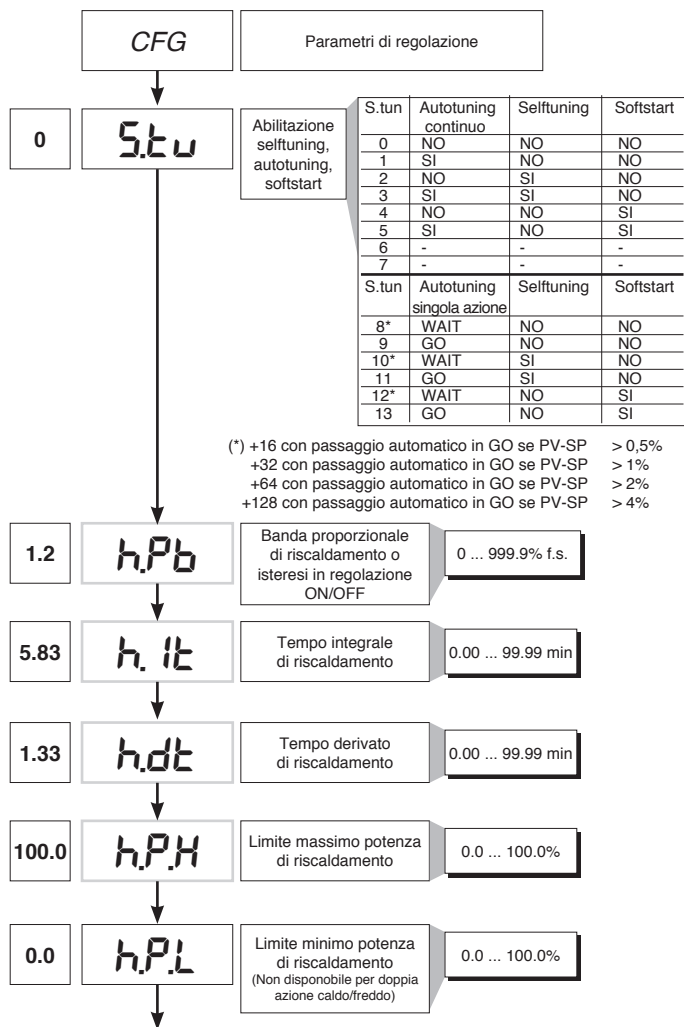 CFG
Parametri di regolazione
0
S.tu
Abilitazione
selftuning,
autotuning,
softstart
S.tun Autotuning continuo Selftuning Softstart
0 NO NO NO
1 SI NO NO
2 NO SI NO
3 SI SI NO
4 NO NO SI
5 SI NO SI
6 - - -
7 - - -
S.tun Autotuning singola azione Selftuning Softstart
8* WAIT NO NO
9 GO NO NO
10* WAIT SI NO
11 GO SI NO
12* WAIT NO SI
13 GO NO SI
(*) +16 con passaggio automatico in GO se PV-SP > 0,5%
+32 con passaggio automatico in GO se PV-SP > 1%
+64 con passaggio automatico in GO se PV-SP > 2%
+128 con passaggio automatico in GO se PV-SP > 4%
1.2
h.Pb
Banda proporzionale
di riscaldamento o
isteresi in regolazione
ON/OFF
0 ... 999.9% f.s.
5.83
h.It
Tempo integrale
di riscaldamento
0.00 ... 99.99 min
1.33
h.dt
Tempo derivato
di riscaldamento
0.00 ... 99.99 min
100.0
h.P.H
Limite massimo potenza
di riscaldamento
0.0 ... 100.0%
0.0
h.P.L
Limite minimo potenza
di riscaldamento
(Non disponobile per doppia
azione caldo/freddo)
0.0 ... 100.0%